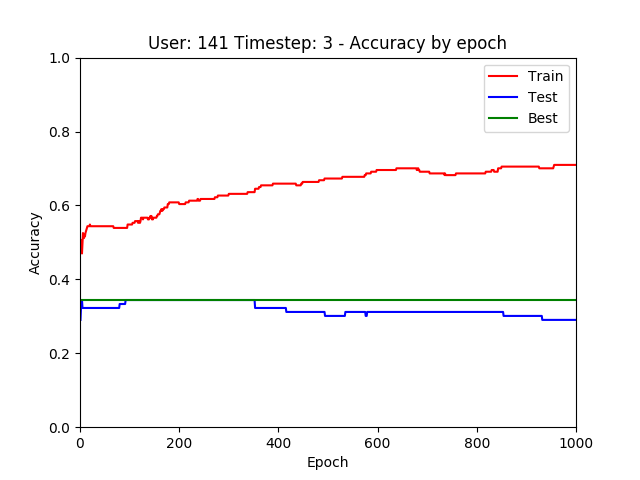 User: 141 Timestep: 3 - Accuracy by epoch
1.0
0.8
0.6
0.4
0.2
0.0
Accuracy
Train
Test
Best
0 200 400 600 800 1000
Epoch